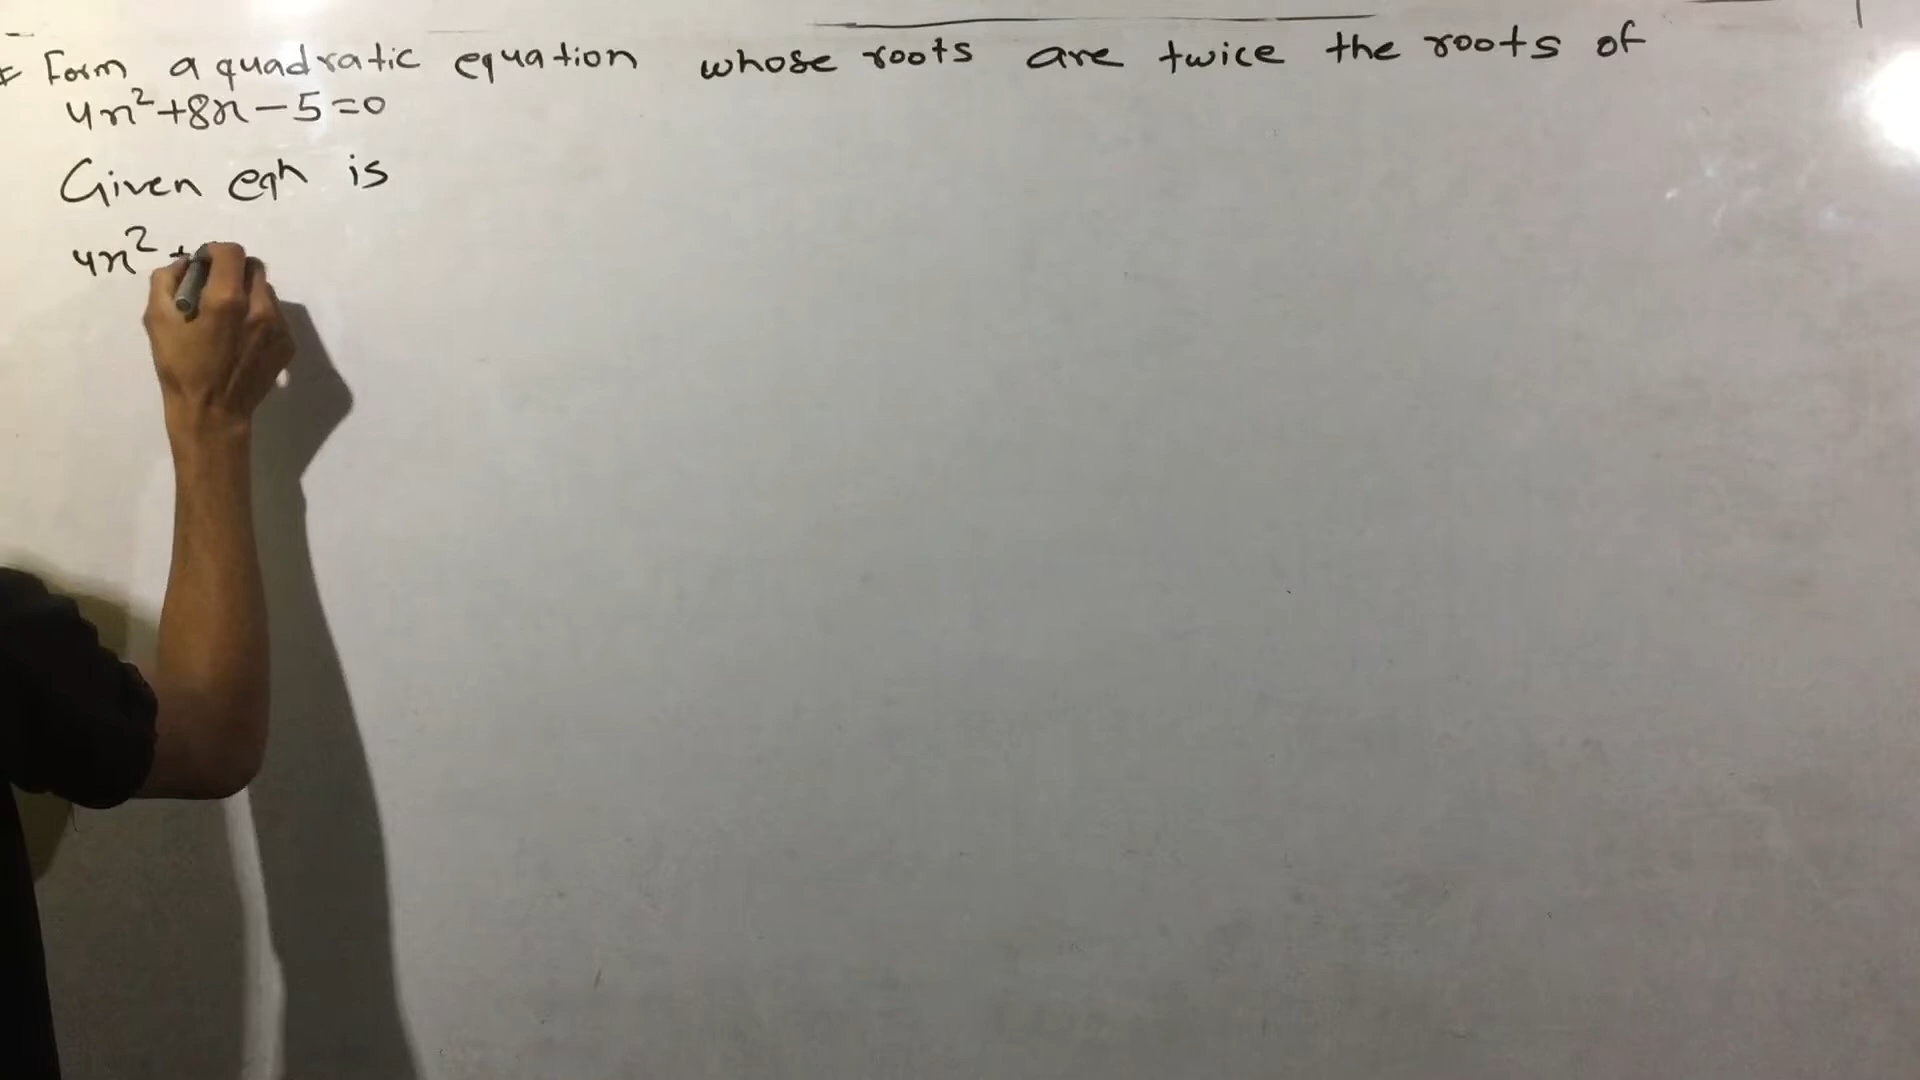 Form a quadratic equation whose roots are twice the roots of
4x²+8x-5=0
Given eqn is
4x² +